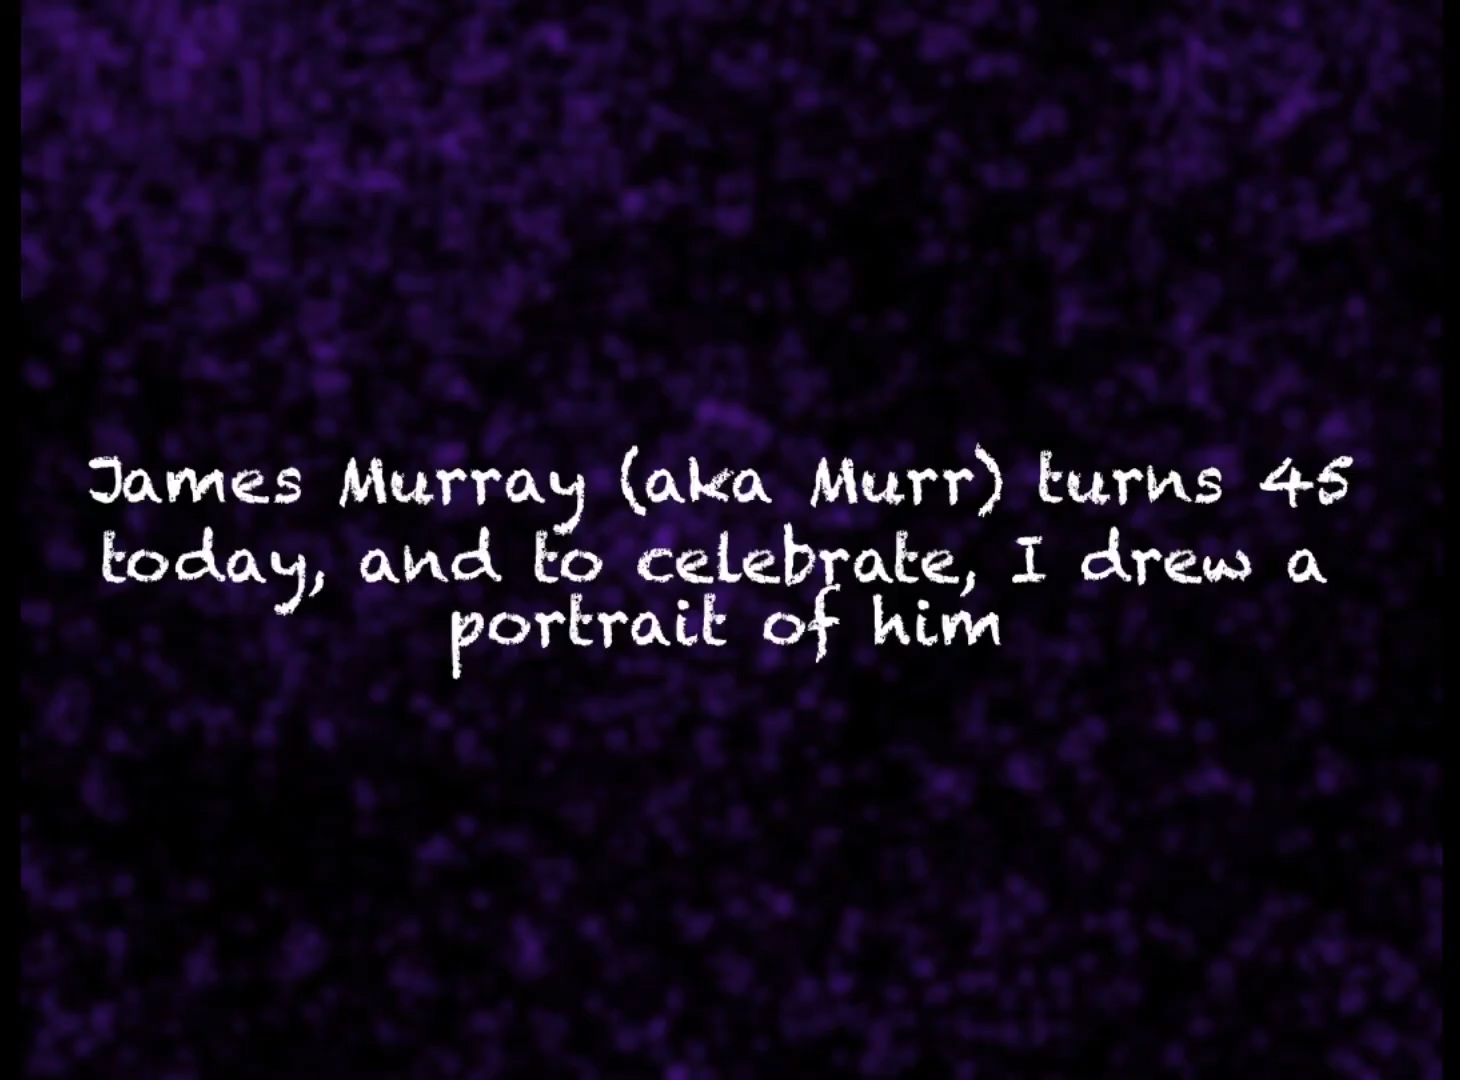 James Murray (aka Murr) turns 45
today, and to celebrate, I drew a
portrait of him